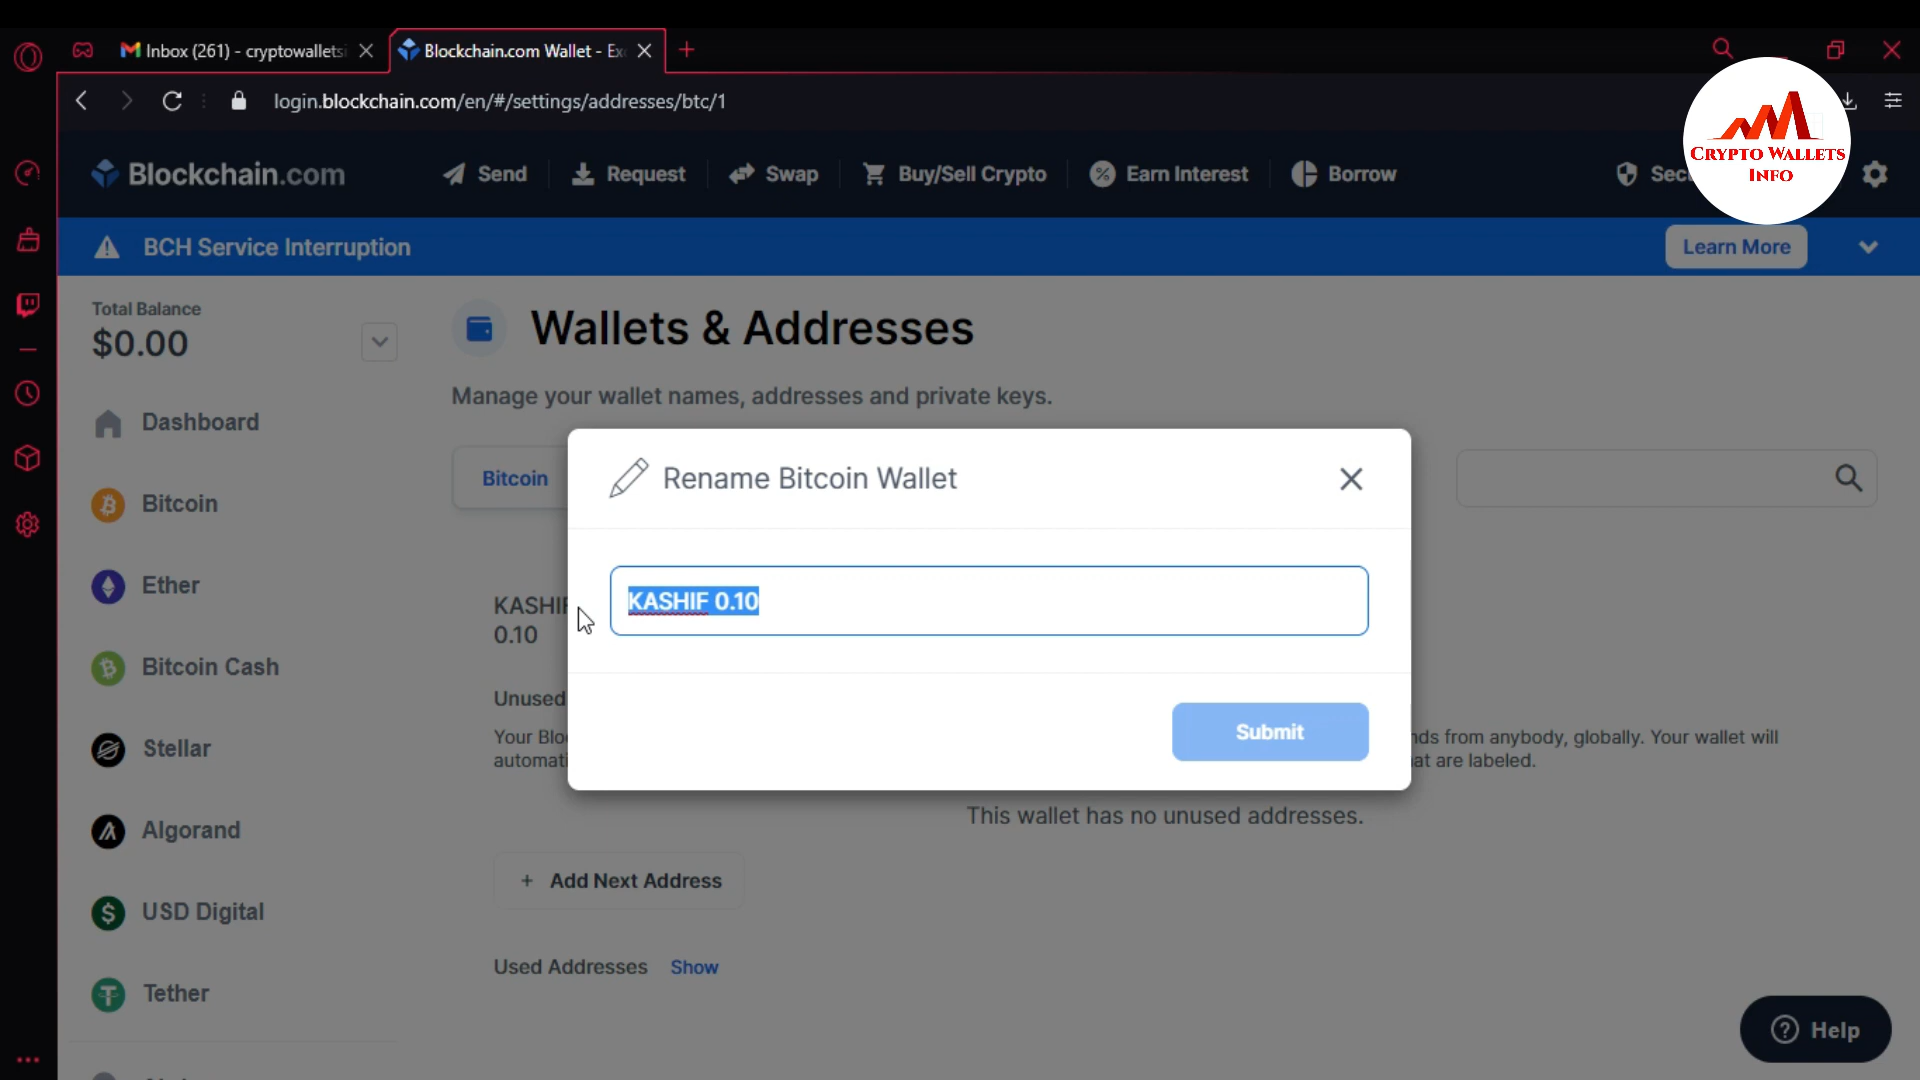 Inbox (261) - cryptowallets
Blockchain.com Wallet - Ex
login.blockchain.com/en/#/settings/addresses/btc/1
CRYPTO WALLETS
INFO
Blockchain.com
Send
Request
Swap
Buy/Sell Crypto
Earn Interest
Borrow
Sec
BCH Service Interruption
Learn More
Total Balance
$0.00
Wallets & Addresses
Manage your wallet names, addresses and private keys.
Dashboard
Bitcoin
Ether
Bitcoin Cash
Stellar
Algorand
USD Digital
Tether
Bitcoin
Rename Bitcoin Wallet
KASHIF 0.10
Submit
KASHIF
0.10
Unused
Your Blo
nds from anybody, globally. Your wallet will
automati
at are labeled.
This wallet has no unused addresses.
+ Add Next Address
Used Addresses Show
Help